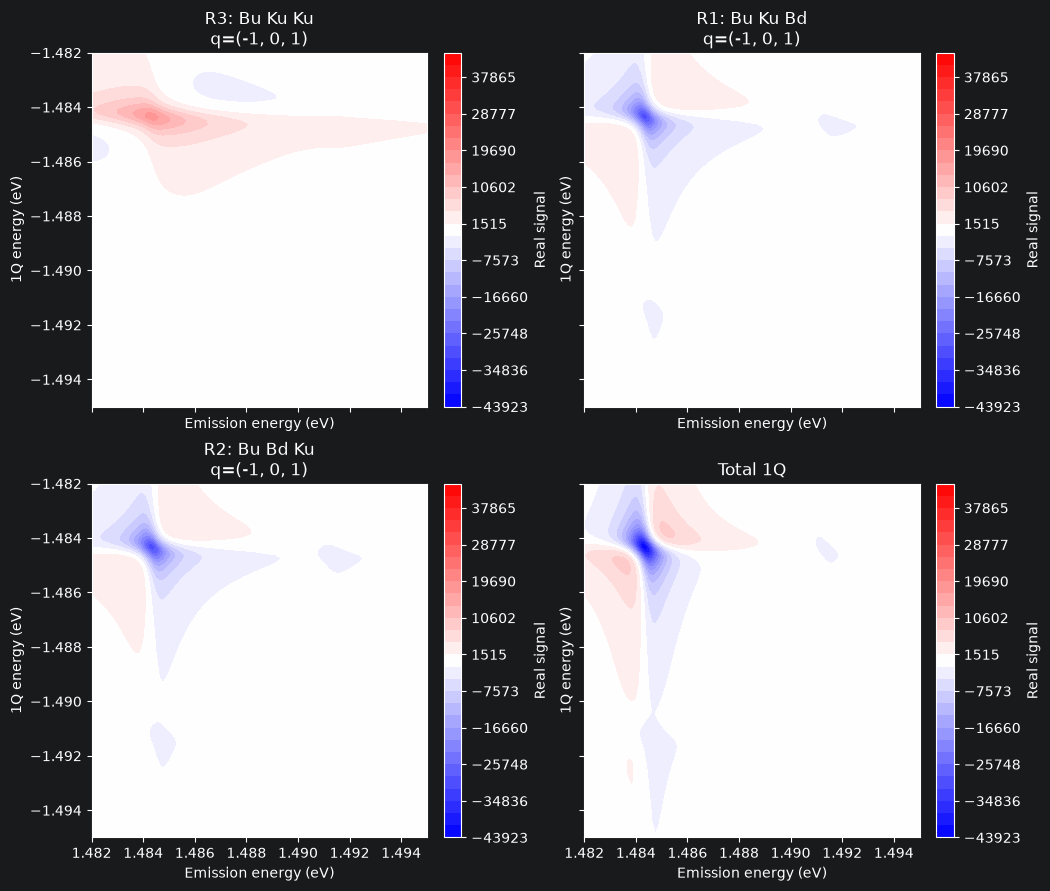 R3: Bu Ku Ku
q=(-1, 0, 1)
R1: Bu Ku Bd
q=(-1, 0, 1)
−1.482
−1.484
−1.486
−1.488
−1.490
−1.492
−1.494
1Q energy (eV)
Emission energy (eV)
37865
28777
19690
10602
1515
−7573
−16660
−25748
−34836
−43923
Real signal
1Q energy (eV)
Emission energy (eV)
37865
28777
19690
10602
1515
−7573
−16660
−25748
−34836
−43923
Real signal
R2: Bu Bd Ku
q=(-1, 0, 1)
Total 1Q
−1.482
−1.484
−1.486
−1.488
−1.490
−1.492
−1.494
1Q energy (eV)
1.482 1.484 1.486 1.488 1.490 1.492 1.494
Emission energy (eV)
37865
28777
19690
10602
1515
−7573
−16660
−25748
−34836
−43923
Real signal
1Q energy (eV)
1.482 1.484 1.486 1.488 1.490 1.492 1.494
Emission energy (eV)
37865
28777
19690
10602
1515
−7573
−16660
−25748
−34836
−43923
Real signal